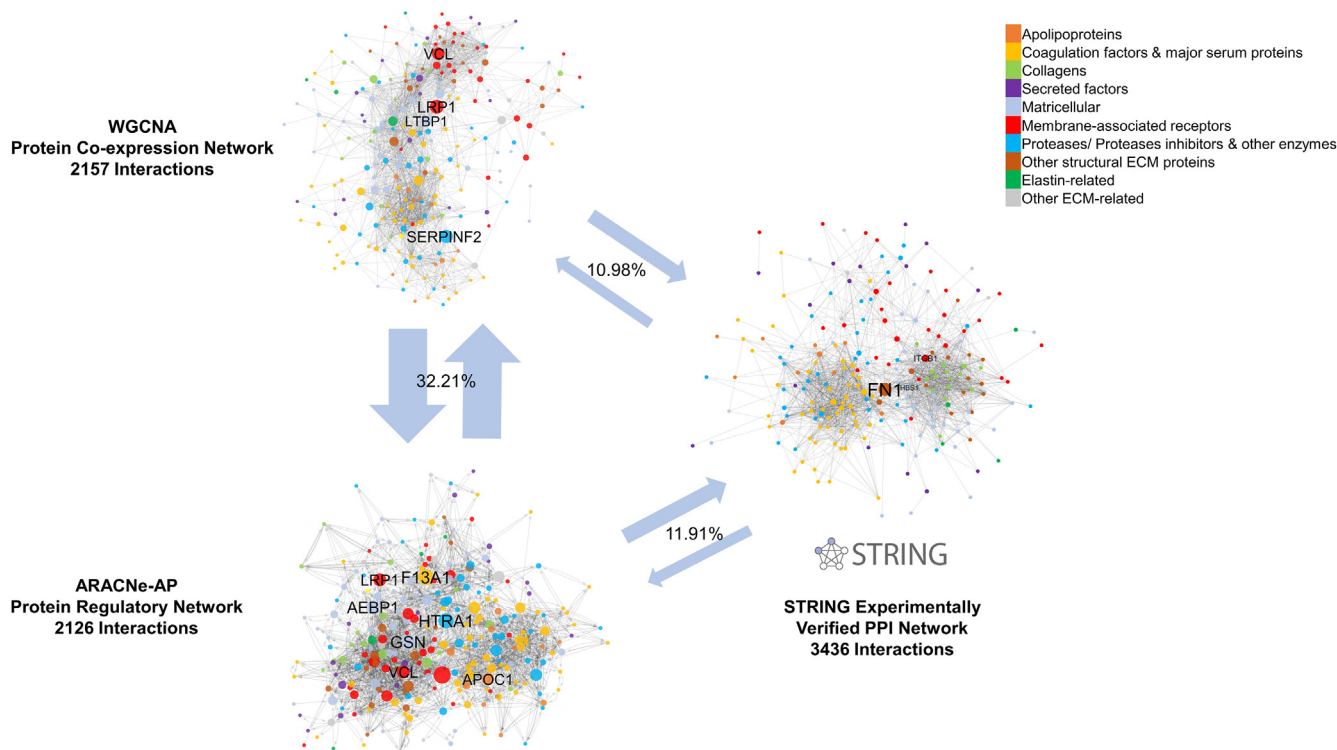 Apolipoproteins
Coagulation factors & major serum proteins
Collagens
Secreted factors
Matricellular
Membrane-associated receptors
Proteases/ Proteases inhibitors & other enzymes
Other structural ECM proteins
Elastin-related
Other ECM-related
WGCNA
Protein Co-expression Network
2157 Interactions
VCL
LRP1
LTBP1
SERPINF2
10.98%
32.21%
ITGB1
FN1
11.91%
STRING
STRING Experimentally
Verified PPI Network
3436 Interactions
ARACNe-AP
Protein Regulatory Network
2126 Interactions
LRP1
F13A1
AEBP1
HTRA1
GSN
VCL
APOC1